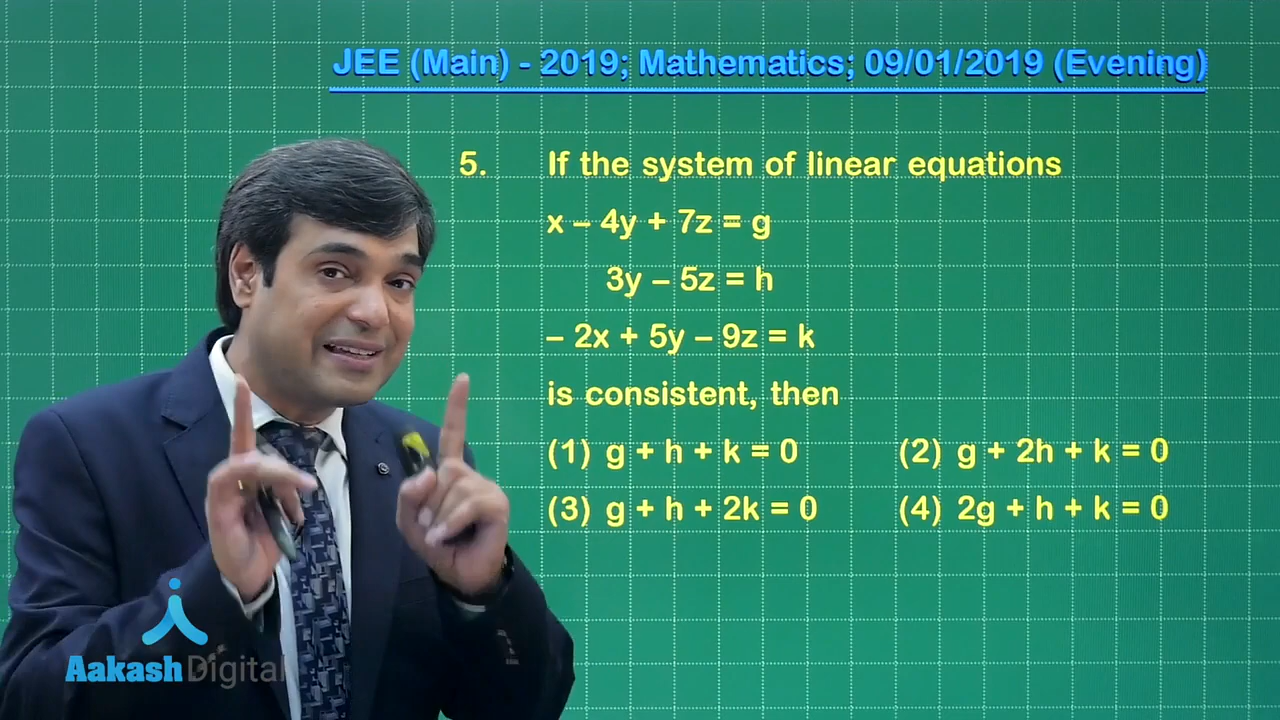 JEE (Main) - 2019; Mathematics; 09/01/2019 (Evening)
5. If the system of linear equations
x – 4y + 7z = g
3y – 5z = h
– 2x + 5y – 9z = k
is consistent, then
(1) g + h + k = 0 (2) g + 2h + k = 0
(3) g + h + 2k = 0 (4) 2g + h + k = 0
Aakash Digital